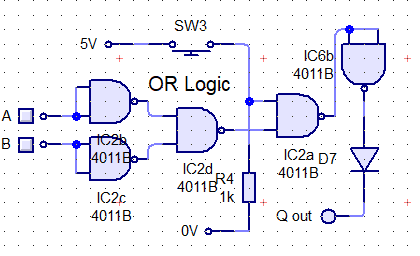 SW3
5V
OR Logic
IC6b
4011B
A
IC2b
4011B
B
IC2d
4011B
IC2a
4011B
D7
R4
1k
IC2c
4011B
Q out
0V